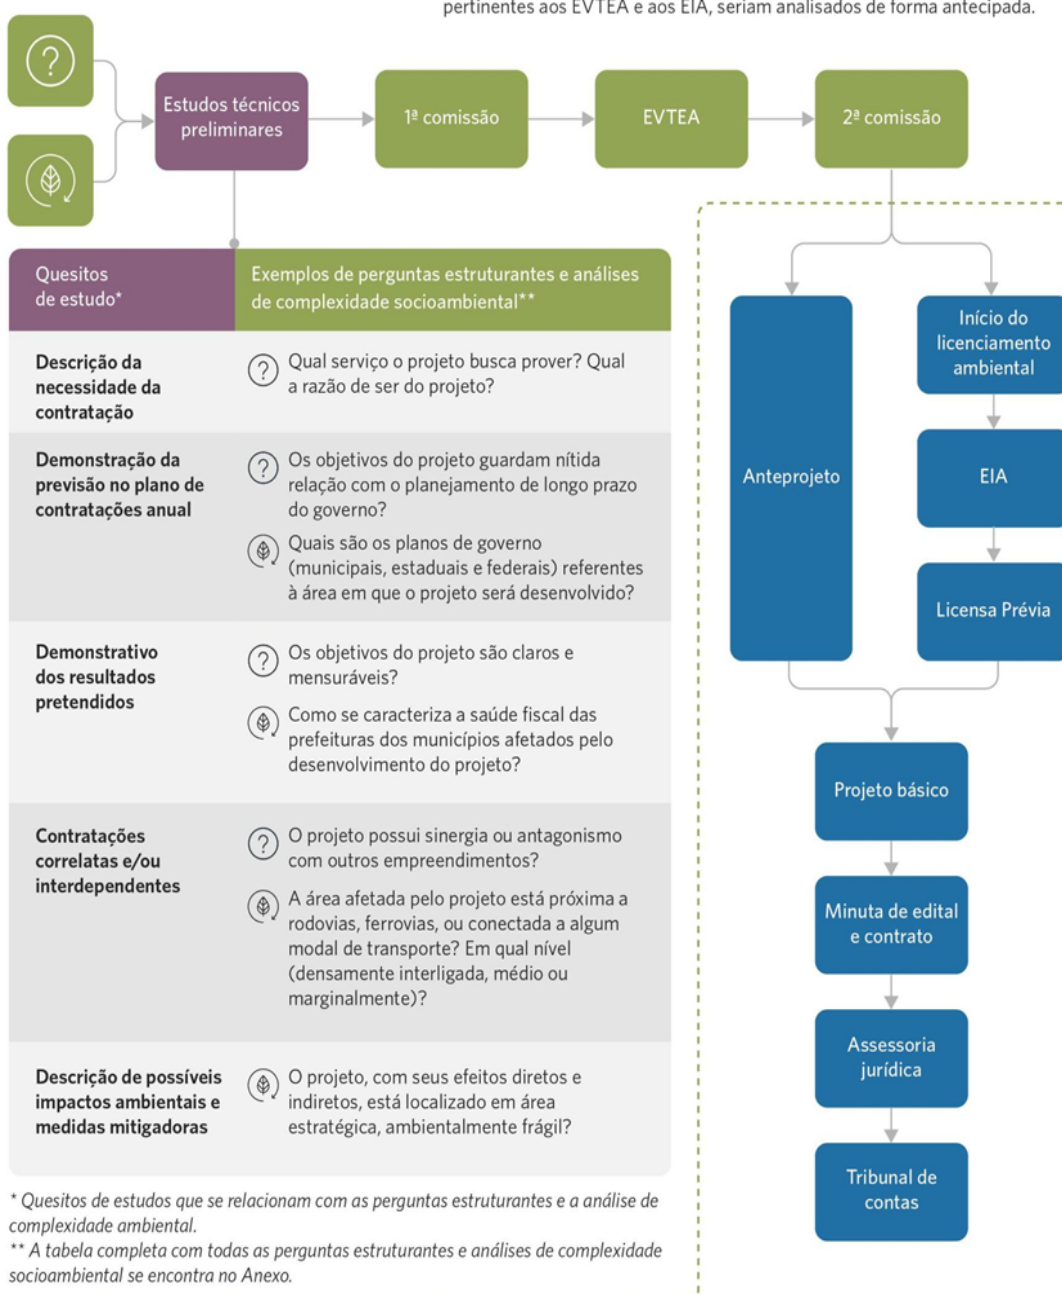 pertinentes aos EVTEA e aos EIA, seriam analisados de forma antecipada.
Estudos técnicos
preliminares
1ª comissão
EVTEA
2ª comissão
Quesitos
de estudo*
Exemplos de perguntas estruturantes e análises
de complexidade socioambiental**
Descrição da
necessidade da
contratação
Qual serviço o projeto busca prover? Qual
a razão de ser do projeto?
Demonstração da
previsão no plano de
contratações anual
Os objetivos do projeto guardam nítida
relação com o planejamento de longo prazo
do governo?
Quais são os planos de governo
(municipais, estaduais e federais) referentes
à área em que o projeto será desenvolvido?
Demonstrativo
dos resultados
pretendidos
Os objetivos do projeto são claros e
mensuráveis?
Como se caracteriza a saúde fiscal das
prefeituras dos municípios afetados pelo
desenvolvimento do projeto?
Contratações
correlatas e/ou
interdependentes
O projeto possui sinergia ou antagonismo
com outros empreendimentos?
A área afetada pelo projeto está próxima a
rodovias, ferrovias, ou conectada a algum
modal de transporte? Em qual nível
(densamente interligada, médio ou
marginalmente)?
Descrição de possíveis
impactos ambientais e
medidas mitigadoras
O projeto, com seus efeitos diretos e
indiretos, está localizado em área
estratégica, ambientalmente frágil?
* Quesitos de estudos que se relacionam com as perguntas estruturantes e a análise de
complexidade ambiental.
** A tabela completa com todas as perguntas estruturantes e análises de complexidade
socioambiental se encontra no Anexo.
Anteprojeto
Início do
licenciamento
ambiental
EIA
Licensa Prévia
Projeto básico
Minuta de edital
e contrato
Assessoria
jurídica
Tribunal de
contas